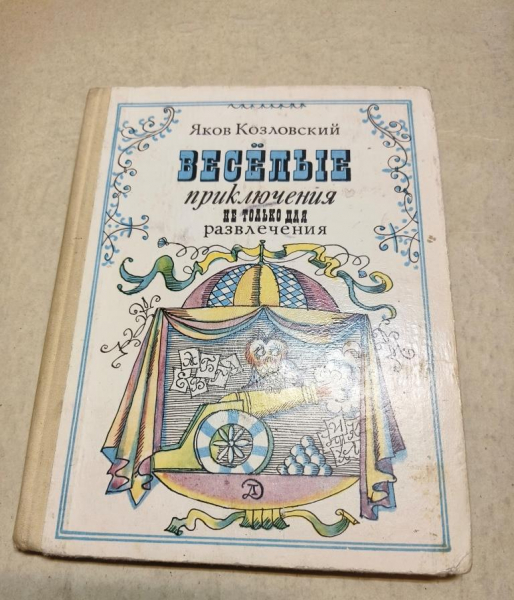 Яков Козловский
ВЕСЁЛЫЕ
приключения
НЕ ТОЛЬКО ДЛЯ
развлечения